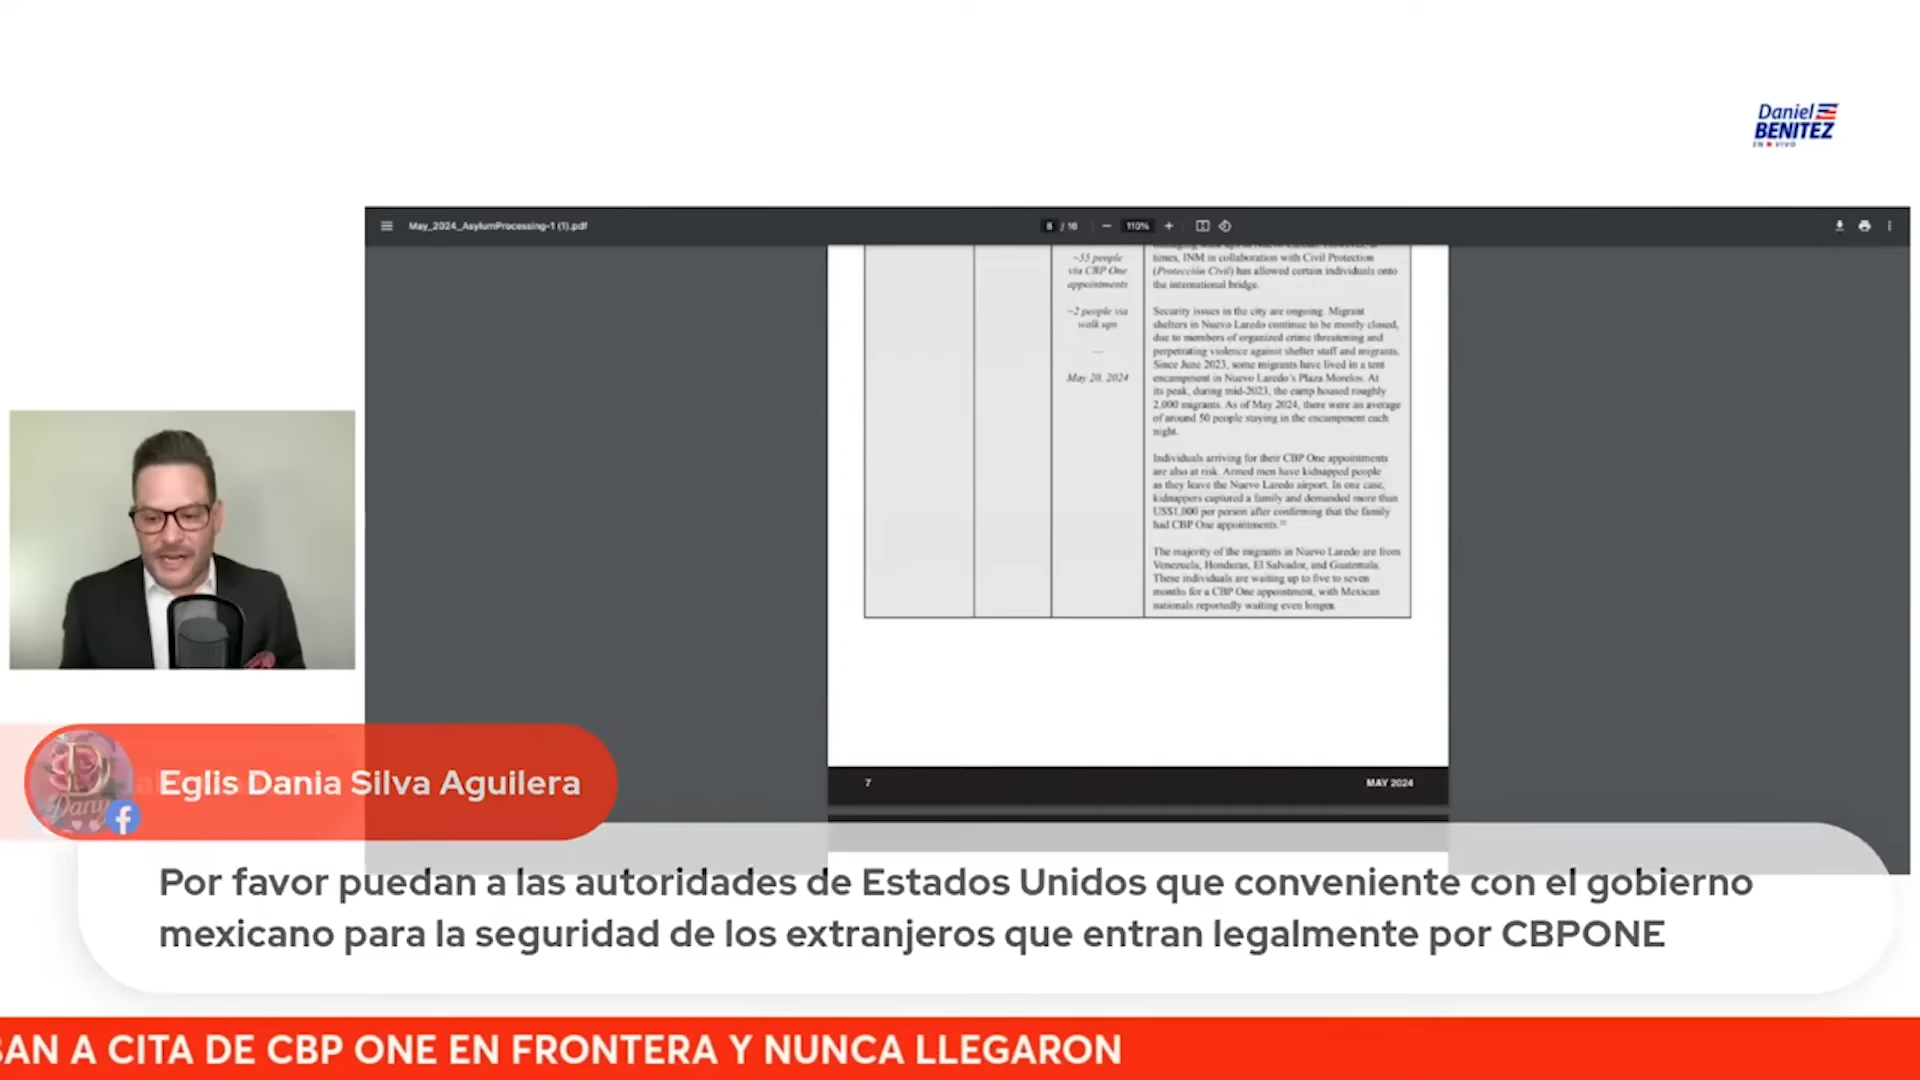 Daniel
BENITEZ
EN VIVO
May_2024_AsylumProcessing-1 (1).pdf
8 / 16
110%
~55 people
via CBP One
appointments
~2 people via
walk ups
—
May 20, 2024
times, INM in collaboration with Civil Protection
(Protección Civil) has allowed certain individuals onto
the international bridge.
Security issues in the city are ongoing. Migrant
shelters in Nuevo Laredo continue to be mostly closed,
due to members of organized crime threatening and
perpetrating violence against shelter staff and migrants.
Since June 2023, some migrants have lived in a tent
encampment in Nuevo Laredo's Plaza Morelos. At
its peak, during mid-2023, the camp housed roughly
2,000 migrants. As of May 2024, there were an average
of around 50 people staying in the encampment each
night.
Individuals arriving for their CBP One appointments
are also at risk. Armed men have kidnapped people
as they leave the Nuevo Laredo airport. In one case,
kidnappers captured a family and demanded more than
US$1,000 per person after confirming that the family
had CBP One appointments.
The majority of the migrants in Nuevo Laredo are from
Venezuela, Honduras, El Salvador, and Guatemala.
These individuals are waiting up to five to seven
months for a CBP One appointment, with Mexican
nationals reportedly waiting even longer.
7
MAY 2024
Dany
Eglis Dania Silva Aguilera
Por favor puedan a las autoridades de Estados Unidos que conveniente con el gobierno
mexicano para la seguridad de los extranjeros que entran legalmente por CBPONE
BAN A CITA DE CBP ONE EN FRONTERA Y NUNCA LLEGARON